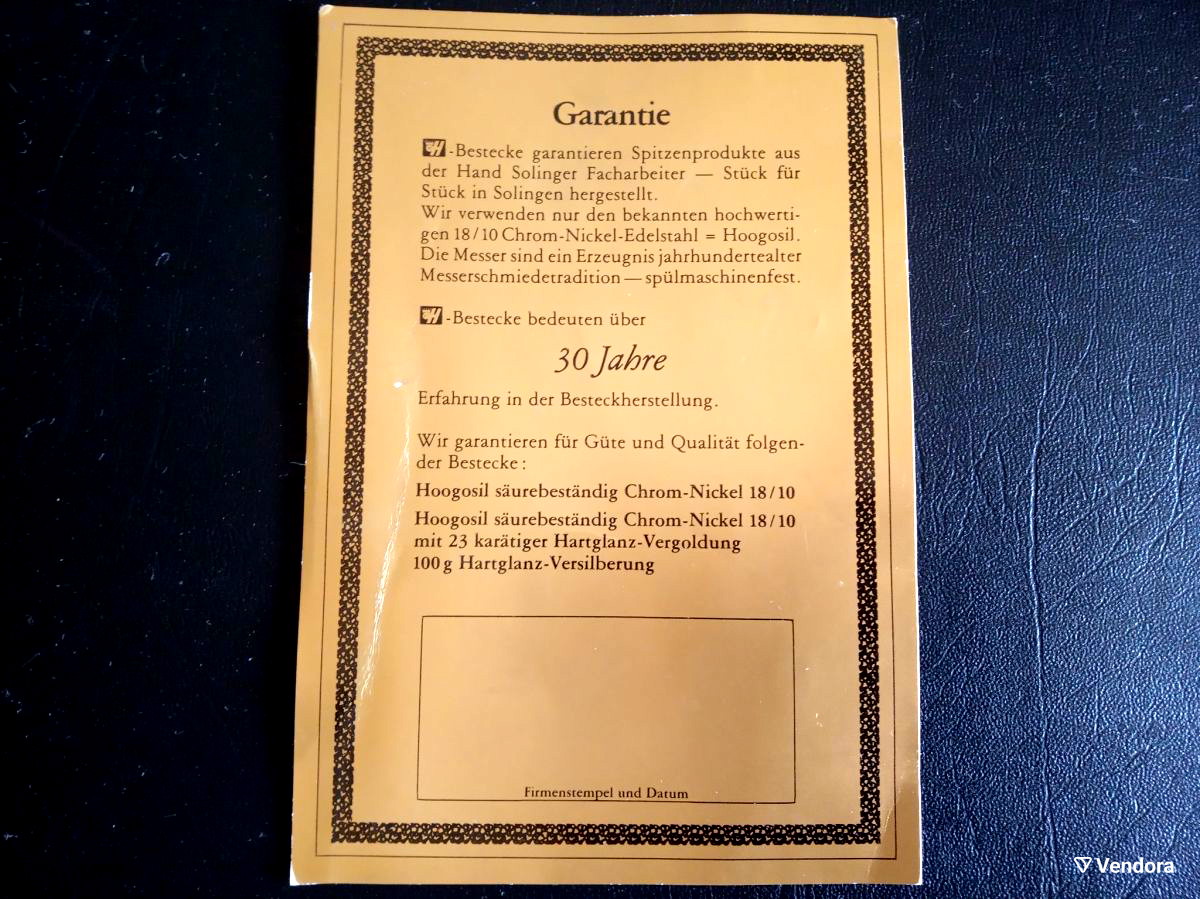 Garantie
-Bestecke garantieren Spitzenprodukte aus
der Hand Solinger Facharbeiter — Stück für
Stück in Solingen hergestellt.
Wir verwenden nur den bekannten hochwerti-
gen 18/10 Chrom-Nickel-Edelstahl = Hoogosil.
Die Messer sind ein Erzeugnis jahrhundertealter
Messerschmiedetradition — spülmaschinenfest.
-Bestecke bedeuten über
30 Jahre
Erfahrung in der Besteckherstellung.
Wir garantieren für Güte und Qualität folgen-
der Bestecke:
Hoogosil säurebeständig Chrom-Nickel 18/10
Hoogosil säurebeständig Chrom-Nickel 18/10
mit 23 karätiger Hartglanz-Vergoldung
100 g Hartglanz-Versilberung
Firmenstempel und Datum
Vendora